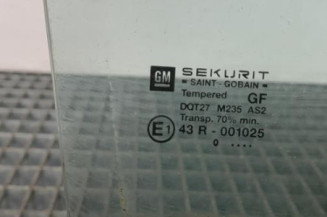 GM SEKURIT
SAINT-GOBAIN
Tempered GF
DOT27 M235 AS2
Transp. 70% min.
E1 43 R - 001025
0 ....